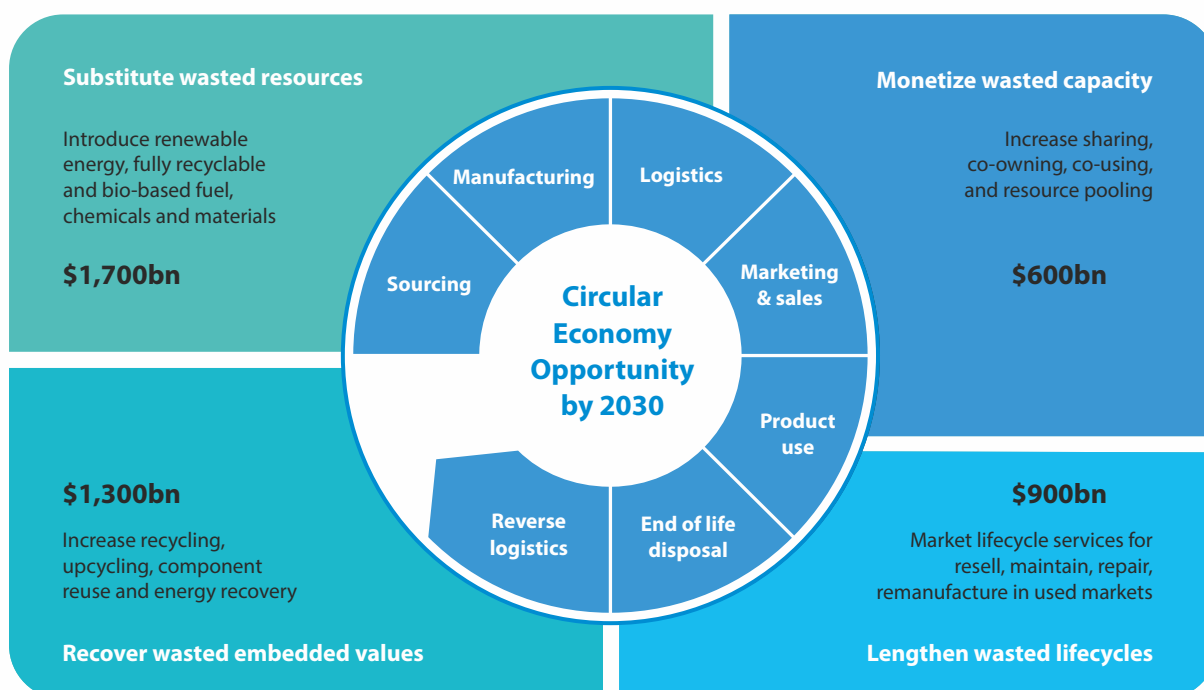 Substitute wasted resources
Introduce renewable
energy, fully recyclable
and bio-based fuel,
chemicals and materials
$1,700bn
Monetize wasted capacity
Increase sharing,
co-owning, co-using,
and resource pooling
$600bn
Sourcing
Manufacturing
Logistics
Marketing
& sales
Product
use
End of life
disposal
Reverse
logistics
Circular
Economy
Opportunity
by 2030
$1,300bn
Increase recycling,
upcycling, component
reuse and energy recovery
Recover wasted embedded values
$900bn
Market lifecycle services for
resell, maintain, repair,
remanufacture in used markets
Lengthen wasted lifecycles